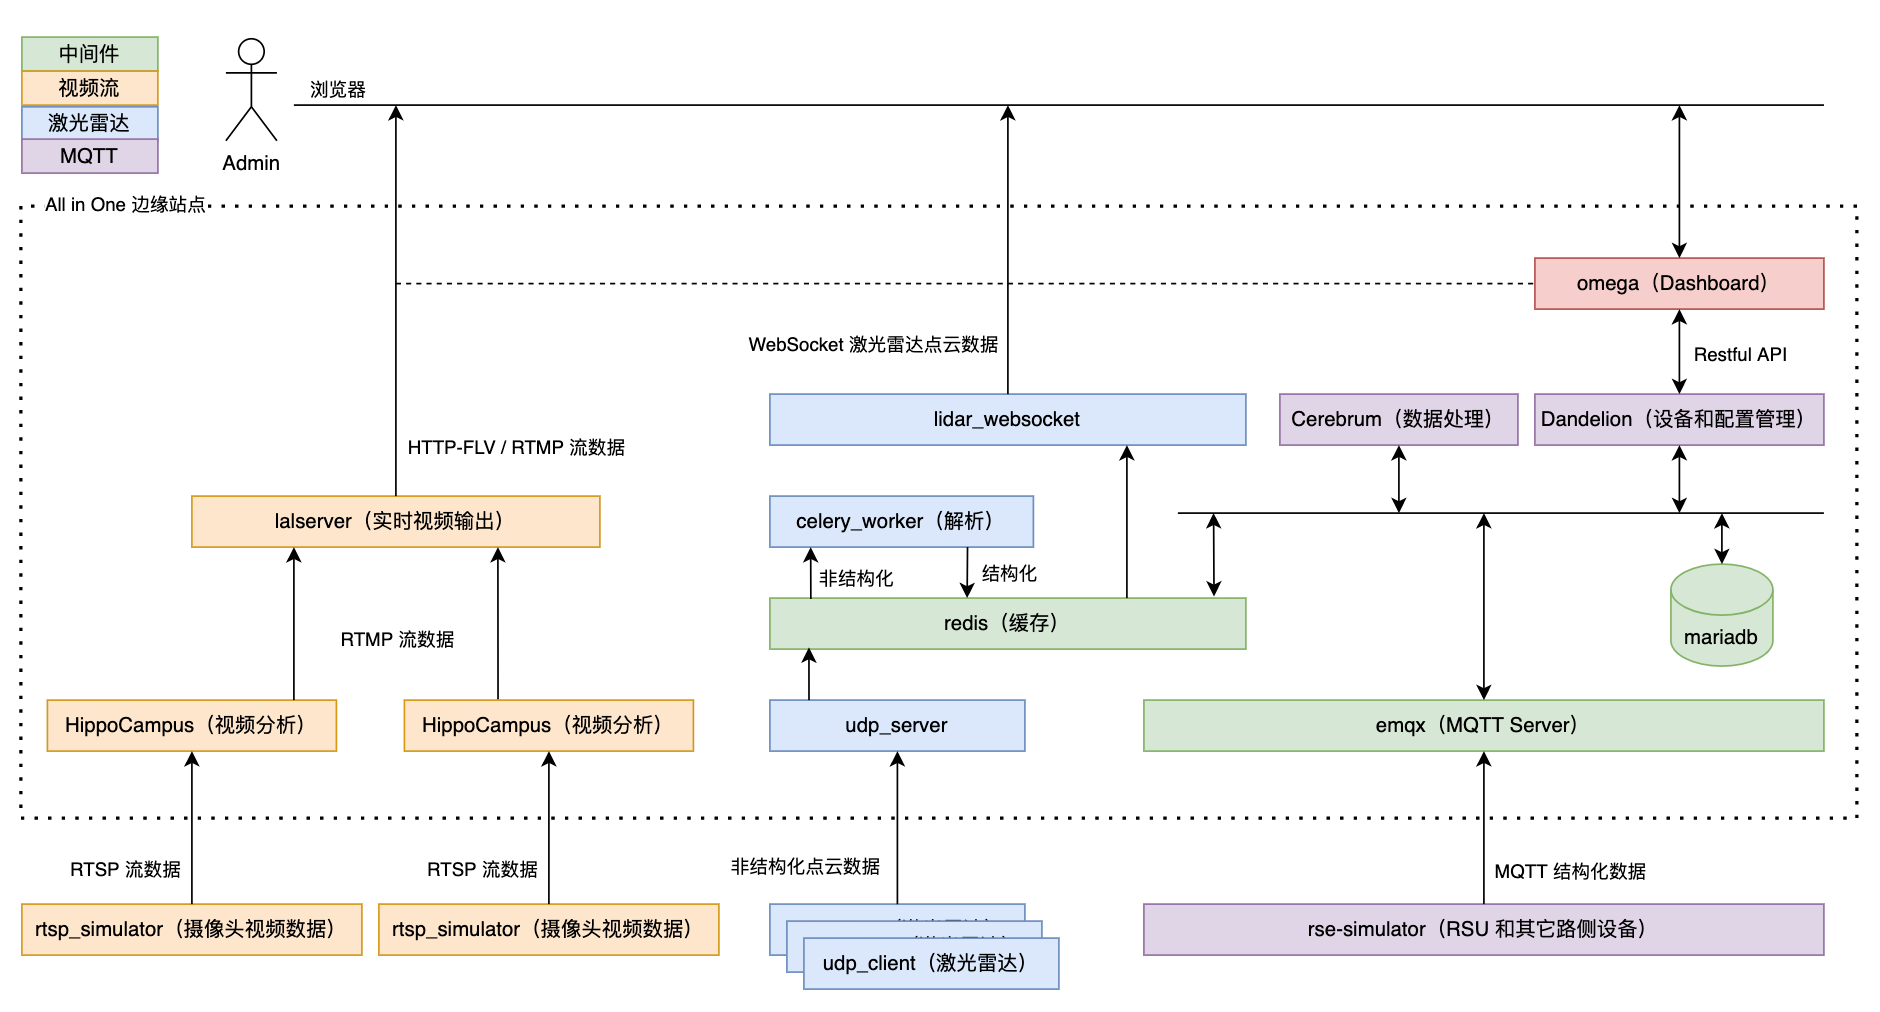 中间件
视频流
激光雷达
MQTT
Admin
浏览器
All in One 边缘站点
omega（Dashboard）
WebSocket 激光雷达点云数据
Restful API
lidar_websocket
Cerebrum（数据处理）
Dandelion（设备和配置管理）
HTTP-FLV / RTMP 流数据
lalserver（实时视频输出）
celery_worker（解析）
非结构化
结构化
redis（缓存）
RTMP 流数据
mariadb
HippoCampus（视频分析）
HippoCampus（视频分析）
udp_server
emqx（MQTT Server）
RTSP 流数据
RTSP 流数据
非结构化点云数据
MQTT 结构化数据
rtsp_simulator（摄像头视频数据）
rtsp_simulator（摄像头视频数据）
udp_client（激光雷达）
rse-simulator（RSU 和其它路侧设备）